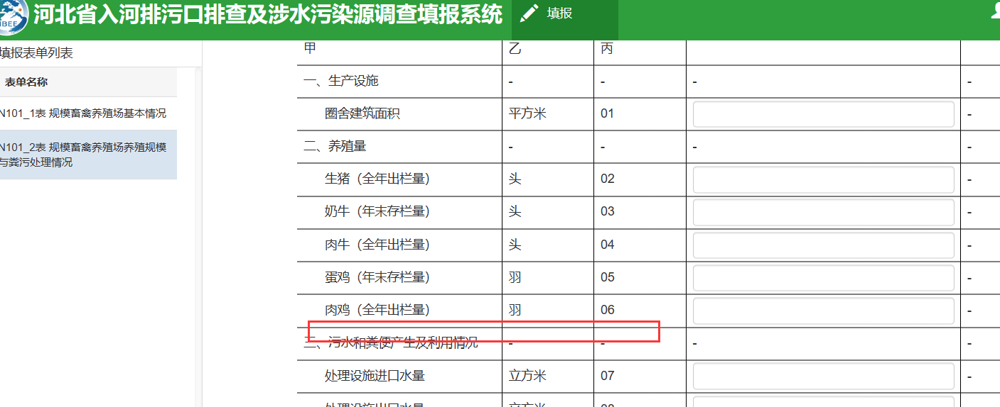 河北省入河排污口排查及涉水污染源调查填报系统 填报
填报表单列表
表单名称
N101_1表 规模畜禽养殖场基本情况
N101_2表 规模畜禽养殖场养殖规模
与粪污处理情况
甲 乙 丙
一、生产设施 - - - -
圈舍建筑面积 平方米 01 -
二、养殖量 - - - -
生猪（全年出栏量） 头 02 -
奶牛（年末存栏量） 头 03 -
肉牛（全年出栏量） 头 04 -
蛋鸡（年末存栏量） 羽 05 -
肉鸡（全年出栏量） 羽 06 -
三、污水和粪便产生及利用情况 - - - -
处理设施进口水量 立方米 07 -
处理设施出口水量 立方米 08